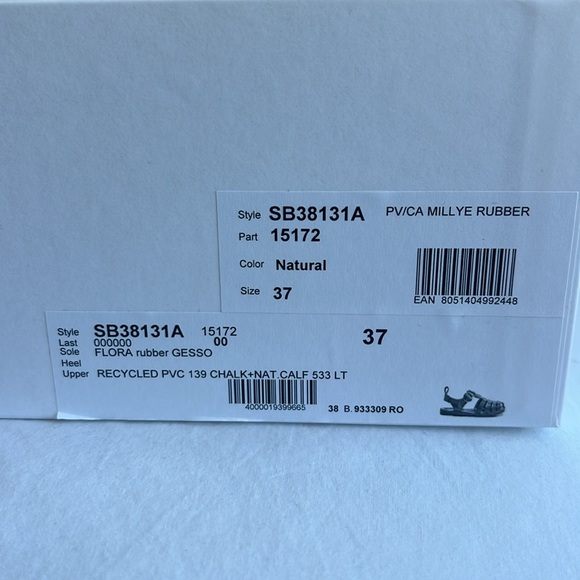 Style SB38131A PV/CA MILLYE RUBBER
Part 15172
Color Natural
Size 37
EAN 8051404992448
Style SB38131A 15172 37
Last 000000 00
Sole FLORA rubber GESSO
Heel
Upper RECYCLED PVC 139 CHALK+NAT.CALF 533 LT
4000019399665
38 B. 933309 RO